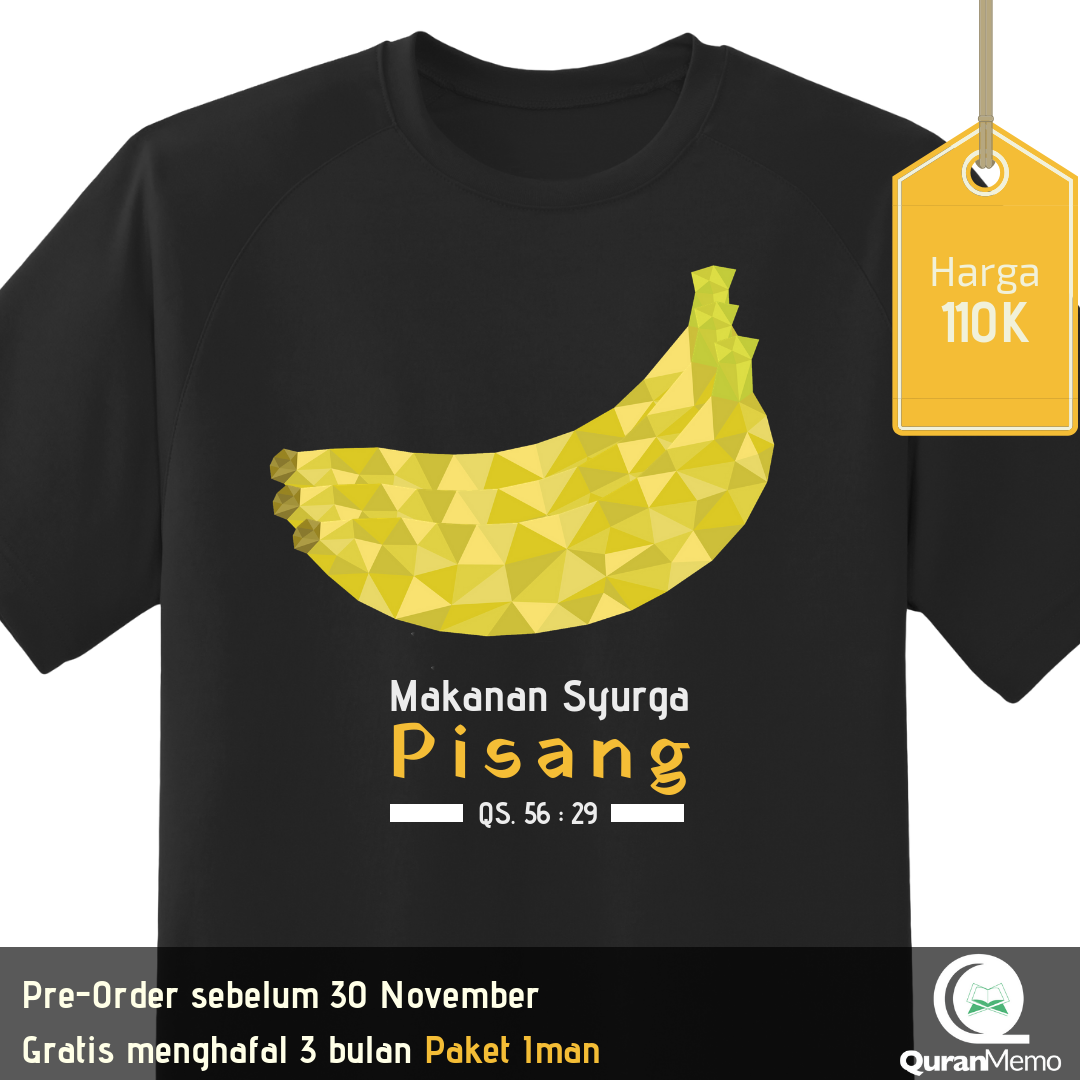 Harga
110K
Makanan Syurga
Pisang
QS. 56 : 29
Pre-Order sebelum 30 November
Gratis menghafal 3 bulan Paket 1man
QuranMemo